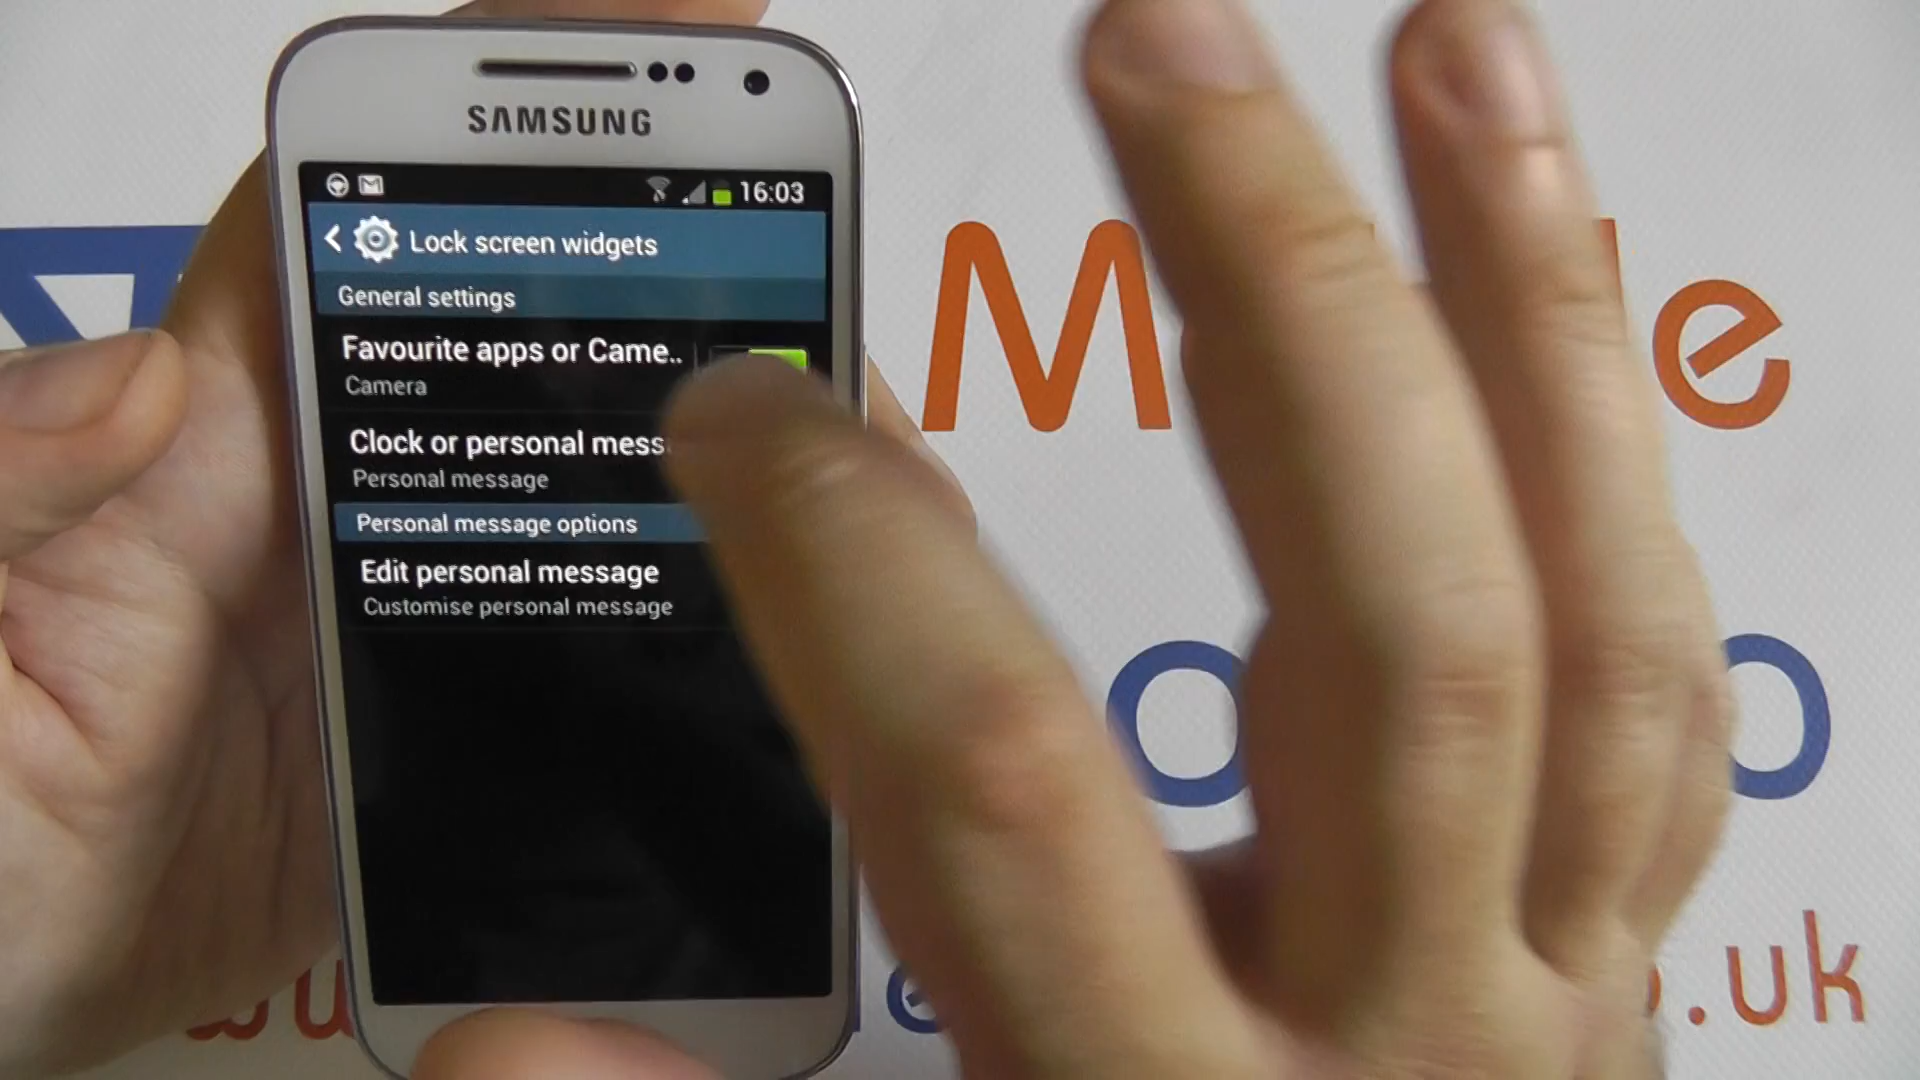 SAMSUNG
16:03
Lock screen widgets
General settings
Favourite apps or Came..
Camera
Clock or personal mess
Personal message
Personal message options
Edit personal message
Customise personal message
M le
o o
.uk